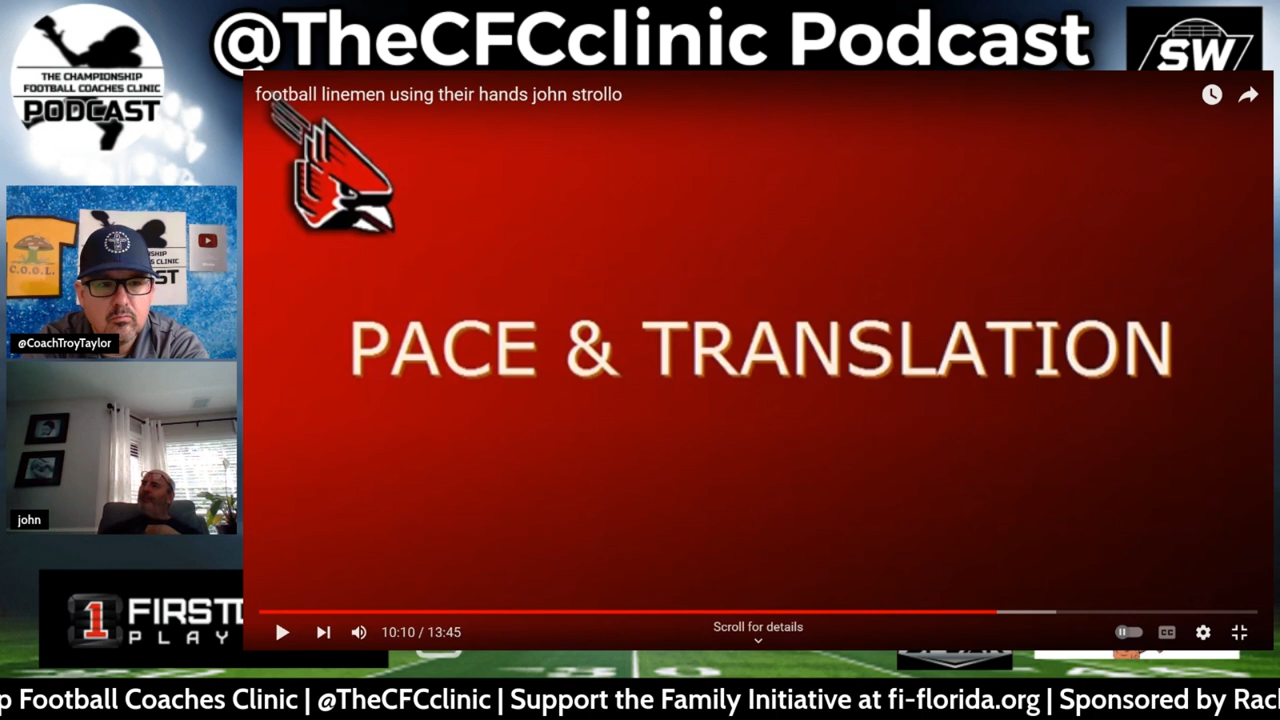 @TheCFCclinic Podcast
THE CHAMPIONSHIP
FOOTBALL COACHES CLINIC
PODCAST
SW
football linemen using their hands john strollo
PACE & TRANSLATION
C.O.O.L.
@CoachTroyTaylor
john
1
FIRST
PLAY
10:10 / 13:45
Scroll for details
CC
p Football Coaches Clinic | @TheCFCclinic | Support the Family Initiative at fi-florida.org | Sponsored by Rac